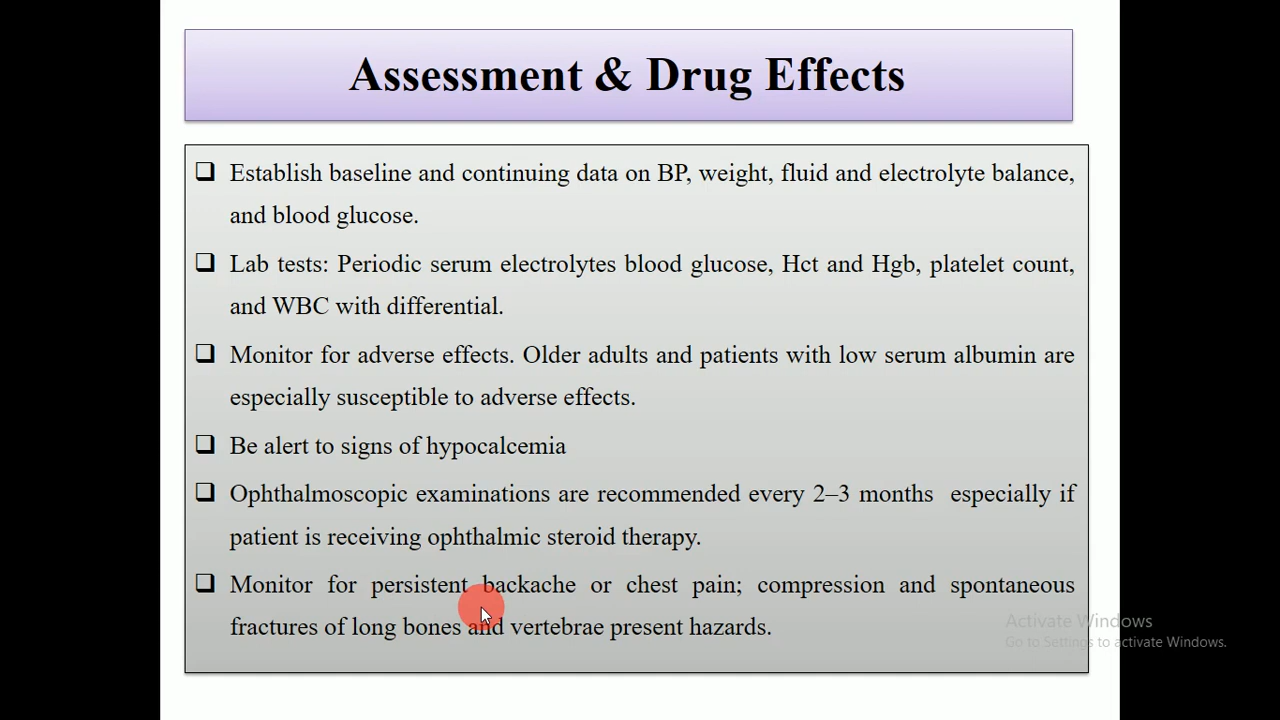 Assessment & Drug Effects
❑ Establish baseline and continuing data on BP, weight, fluid and electrolyte balance,
and blood glucose.
❑ Lab tests: Periodic serum electrolytes blood glucose, Hct and Hgb, platelet count,
and WBC with differential.
❑ Monitor for adverse effects. Older adults and patients with low serum albumin are
especially susceptible to adverse effects.
❑ Be alert to signs of hypocalcemia
❑ Ophthalmoscopic examinations are recommended every 2–3 months especially if
patient is receiving ophthalmic steroid therapy.
❑ Monitor for persistent backache or chest pain; compression and spontaneous
fractures of long bones and vertebrae present hazards.
Activate Windows
Go to Settings to activate Windows.